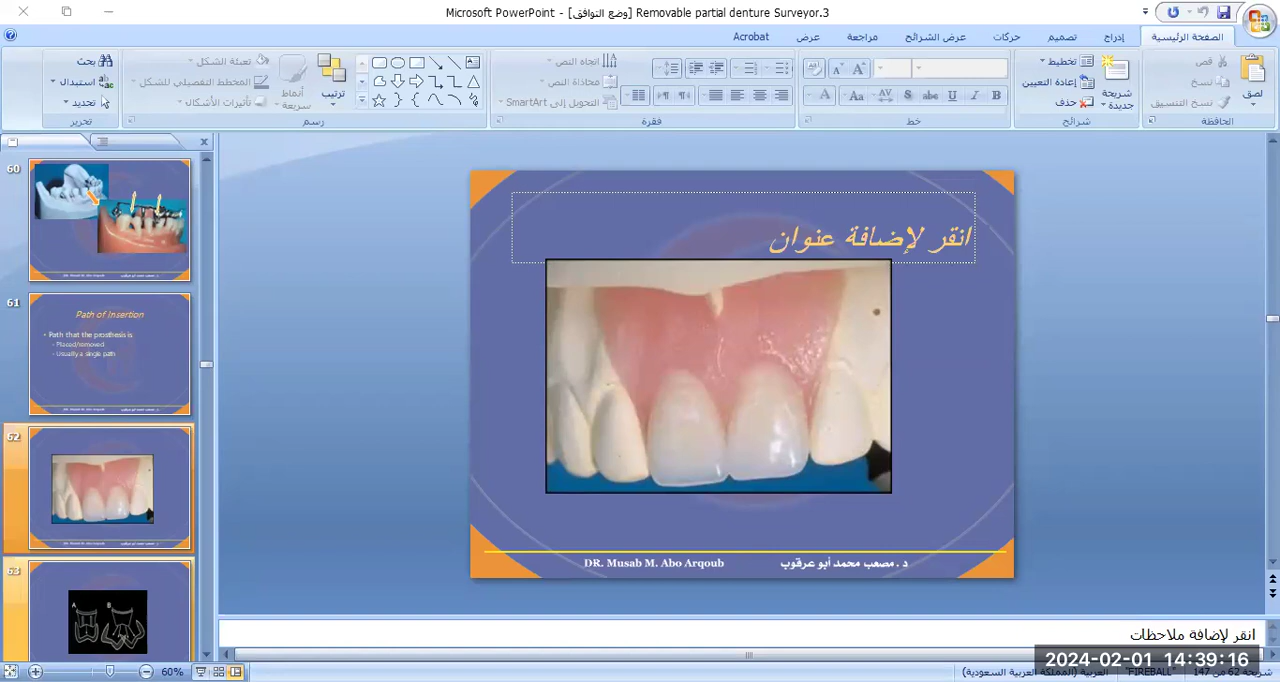 Microsoft PowerPoint - [وضع التوافق] Removable partial denture Surveyor.3
الصفحة الرئيسية
إدراج
تصميم
حركات
عرض الشرائح
مراجعة
عرض
Acrobat
لصق
قص
نسخ
نسخ التنسيق
الحافظة
شريحة جديدة
تخطيط
إعادة التعيين
حذف
شرائح
خط
اتجاه النص
محاذاة النص
التحويل إلى SmartArt
فقرة
ترتيب
أنماط سريعة
تعبئة الشكل
المخطط التفصيلي للشكل
تأثيرات الأشكال
رسم
بحث
استبدال
تحديد
تحرير
60
61
Path of Insertion
Path that the prosthesis is
Placed/removed
Usually a single path
62
63
A
B
انقر لإضافة عنوان
DR. Musab M. Abo Arqoub
د . مصعب محمد أبو عرقوب
انقر لإضافة ملاحظات
2024-02-01 14:39:16
شريحة 62 من 147
"FIREBALL"
العربية (المملكة العربية السعودية)
60%